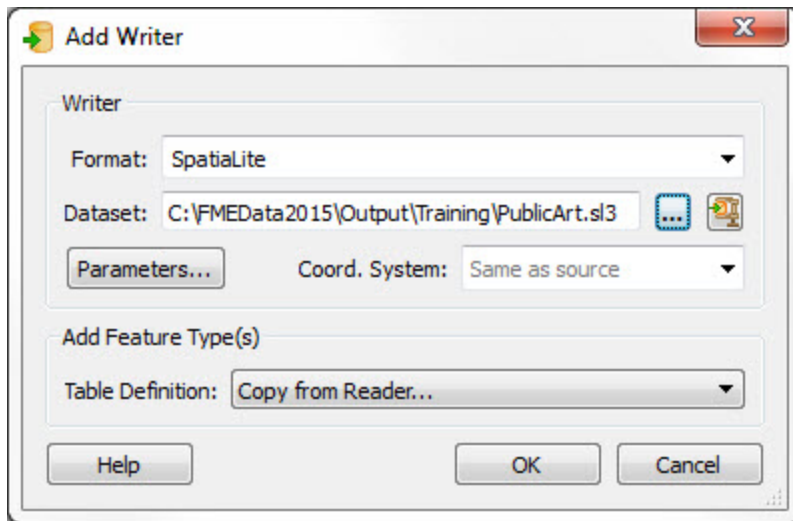 Add Writer
Writer
Format: SpatiaLite
Dataset: C:\FMEData2015\Output\Training\PublicArt.sl3 ...
Parameters... Coord. System: Same as source
Add Feature Type(s)
Table Definition: Copy from Reader...
Help OK Cancel